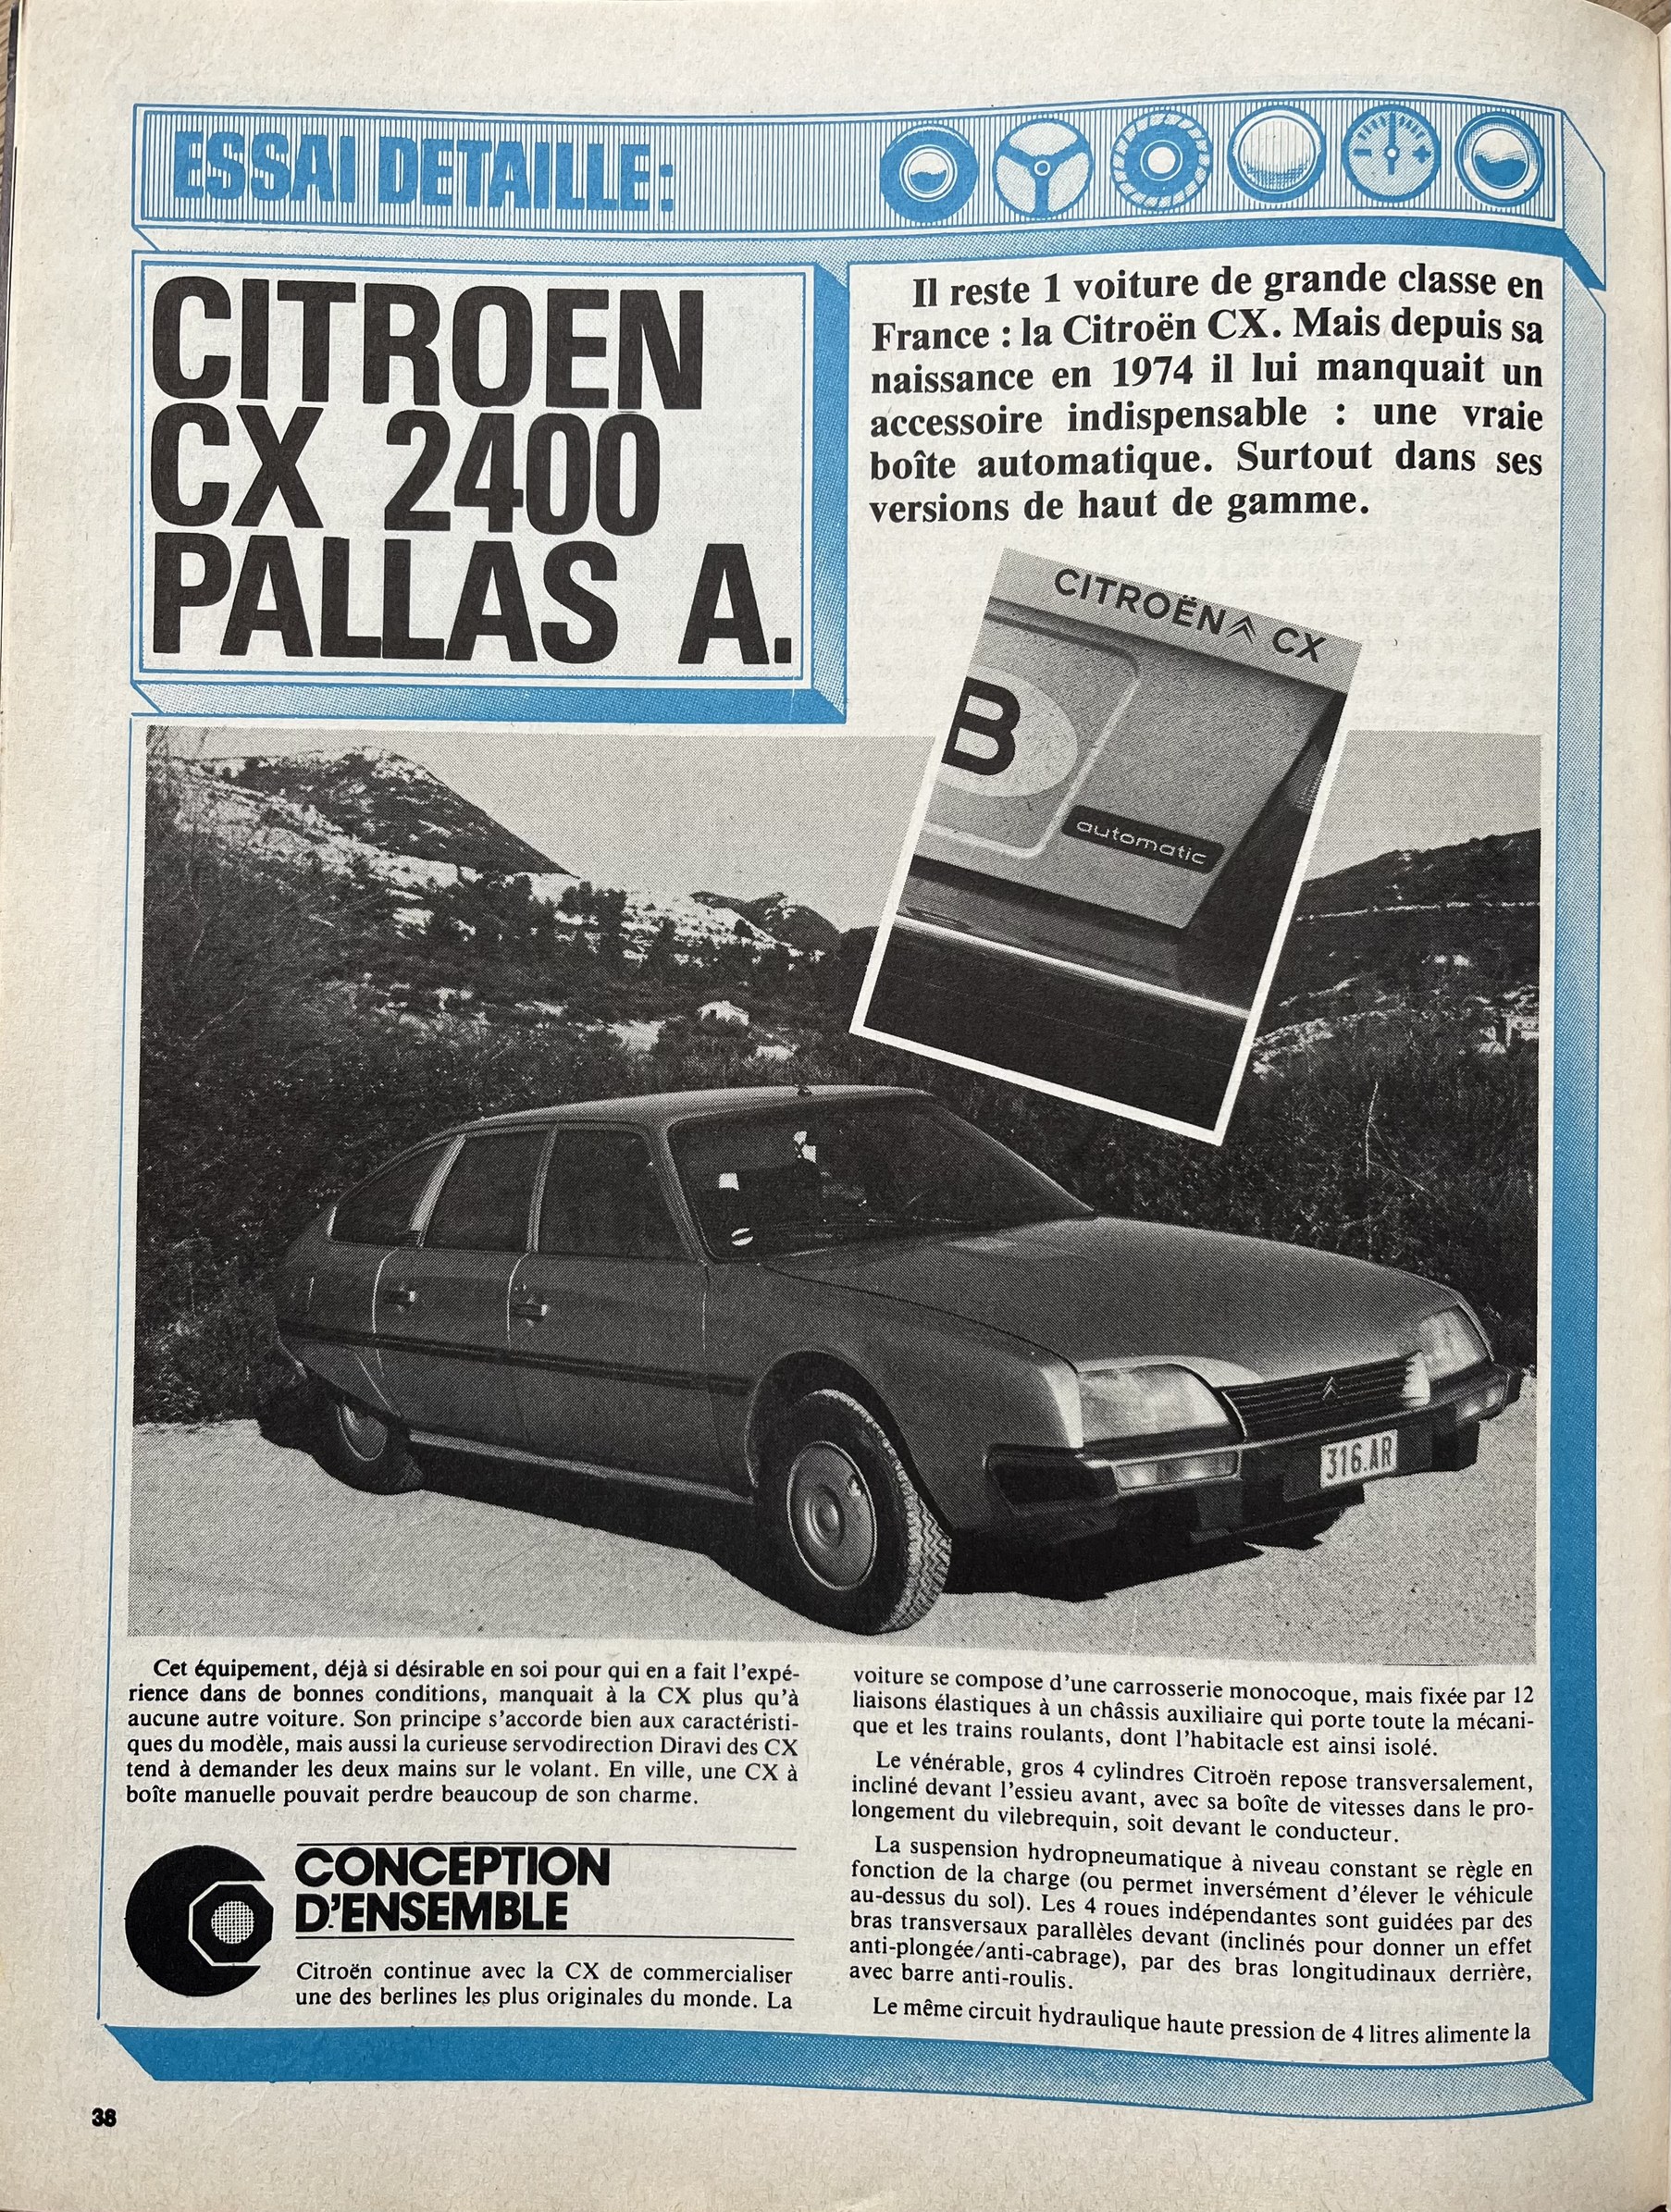 ESSAI DETAILLE:
CITROEN
CX 2400
PALLAS A.
Il reste 1 voiture de grande classe en
France : la Citroën CX. Mais depuis sa
naissance en 1974 il lui manquait un
accessoire indispensable : une vraie
boîte automatique. Surtout dans ses
versions de haut de gamme.
CITROËN CX
B
automatic
316.AR
Cet équipement, déjà si désirable en soi pour qui en a fait l'expé-
rience dans de bonnes conditions, manquait à la CX plus qu'à
aucune autre voiture. Son principe s'accorde bien aux caractéristi-
ques du modèle, mais aussi la curieuse servodirection Diravi des CX
tend à demander les deux mains sur le volant. En ville, une CX à
boîte manuelle pouvait perdre beaucoup de son charme.
CONCEPTION
D'ENSEMBLE
Citroën continue avec la CX de commercialiser
une des berlines les plus originales du monde. La
voiture se compose d'une carrosserie monocoque, mais fixée par 12
liaisons élastiques à un châssis auxiliaire qui porte toute la mécani-
que et les trains roulants, dont l'habitacle est ainsi isolé.
Le vénérable, gros 4 cylindres Citroën repose transversalement,
incliné devant l'essieu avant, avec sa boîte de vitesses dans le pro-
longement du vilebrequin, soit devant le conducteur.
La suspension hydropneumatique à niveau constant se règle en
fonction de la charge (ou permet inversément d'élever le véhicule
au-dessus du sol). Les 4 roues indépendantes sont guidées par des
bras transversaux parallèles devant (inclinés pour donner un effet
anti-plongée/anti-cabrage), par des bras longitudinaux derrière,
avec barre anti-roulis.
Le même circuit hydraulique haute pression de 4 litres alimente la
38